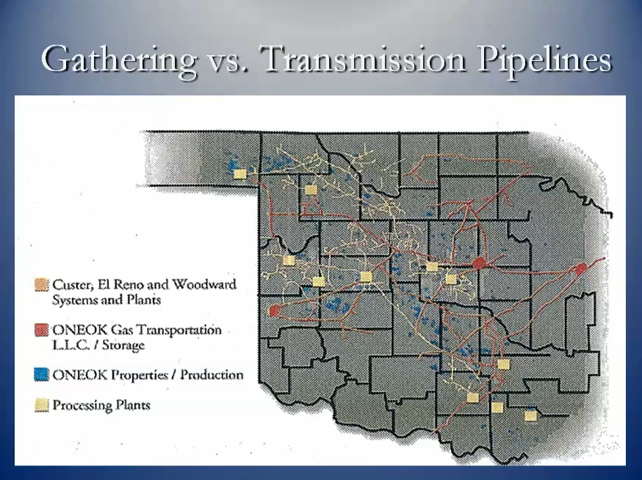 Gathering vs. Transmission Pipelines
Custer, El Reno and Woodward
Systems and Plants
ONEOK Gas Transportation
L.L.C. / Storage
ONEOK Properties / Production
Processing Plants